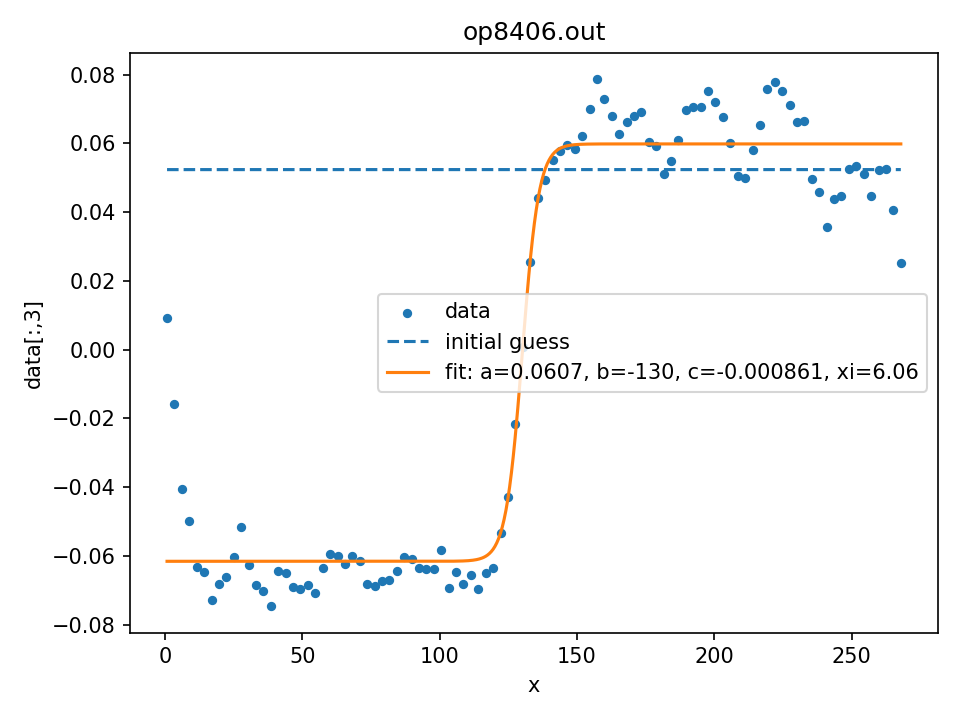 op8406.out
0.08
0.06
0.04
0.02
0.00
−0.02
−0.04
−0.06
−0.08
data[:,3]
data
initial guess
fit: a=0.0607, b=-130, c=-0.000861, xi=6.06
0 50 100 150 200 250
x